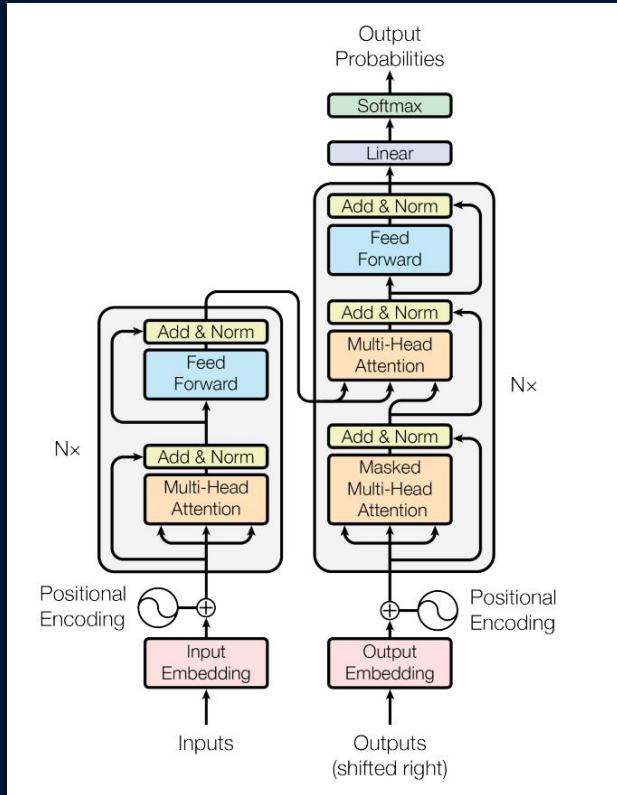 Output
Probabilities
Softmax
Linear
Add & Norm
Feed
Forward
Add & Norm
Multi-Head
Attention
Add & Norm
Masked
Multi-Head
Attention
N×
Add & Norm
Feed
Forward
Add & Norm
Multi-Head
Attention
N×
Positional
Encoding
Positional
Encoding
Input
Embedding
Output
Embedding
Inputs
Outputs
(shifted right)